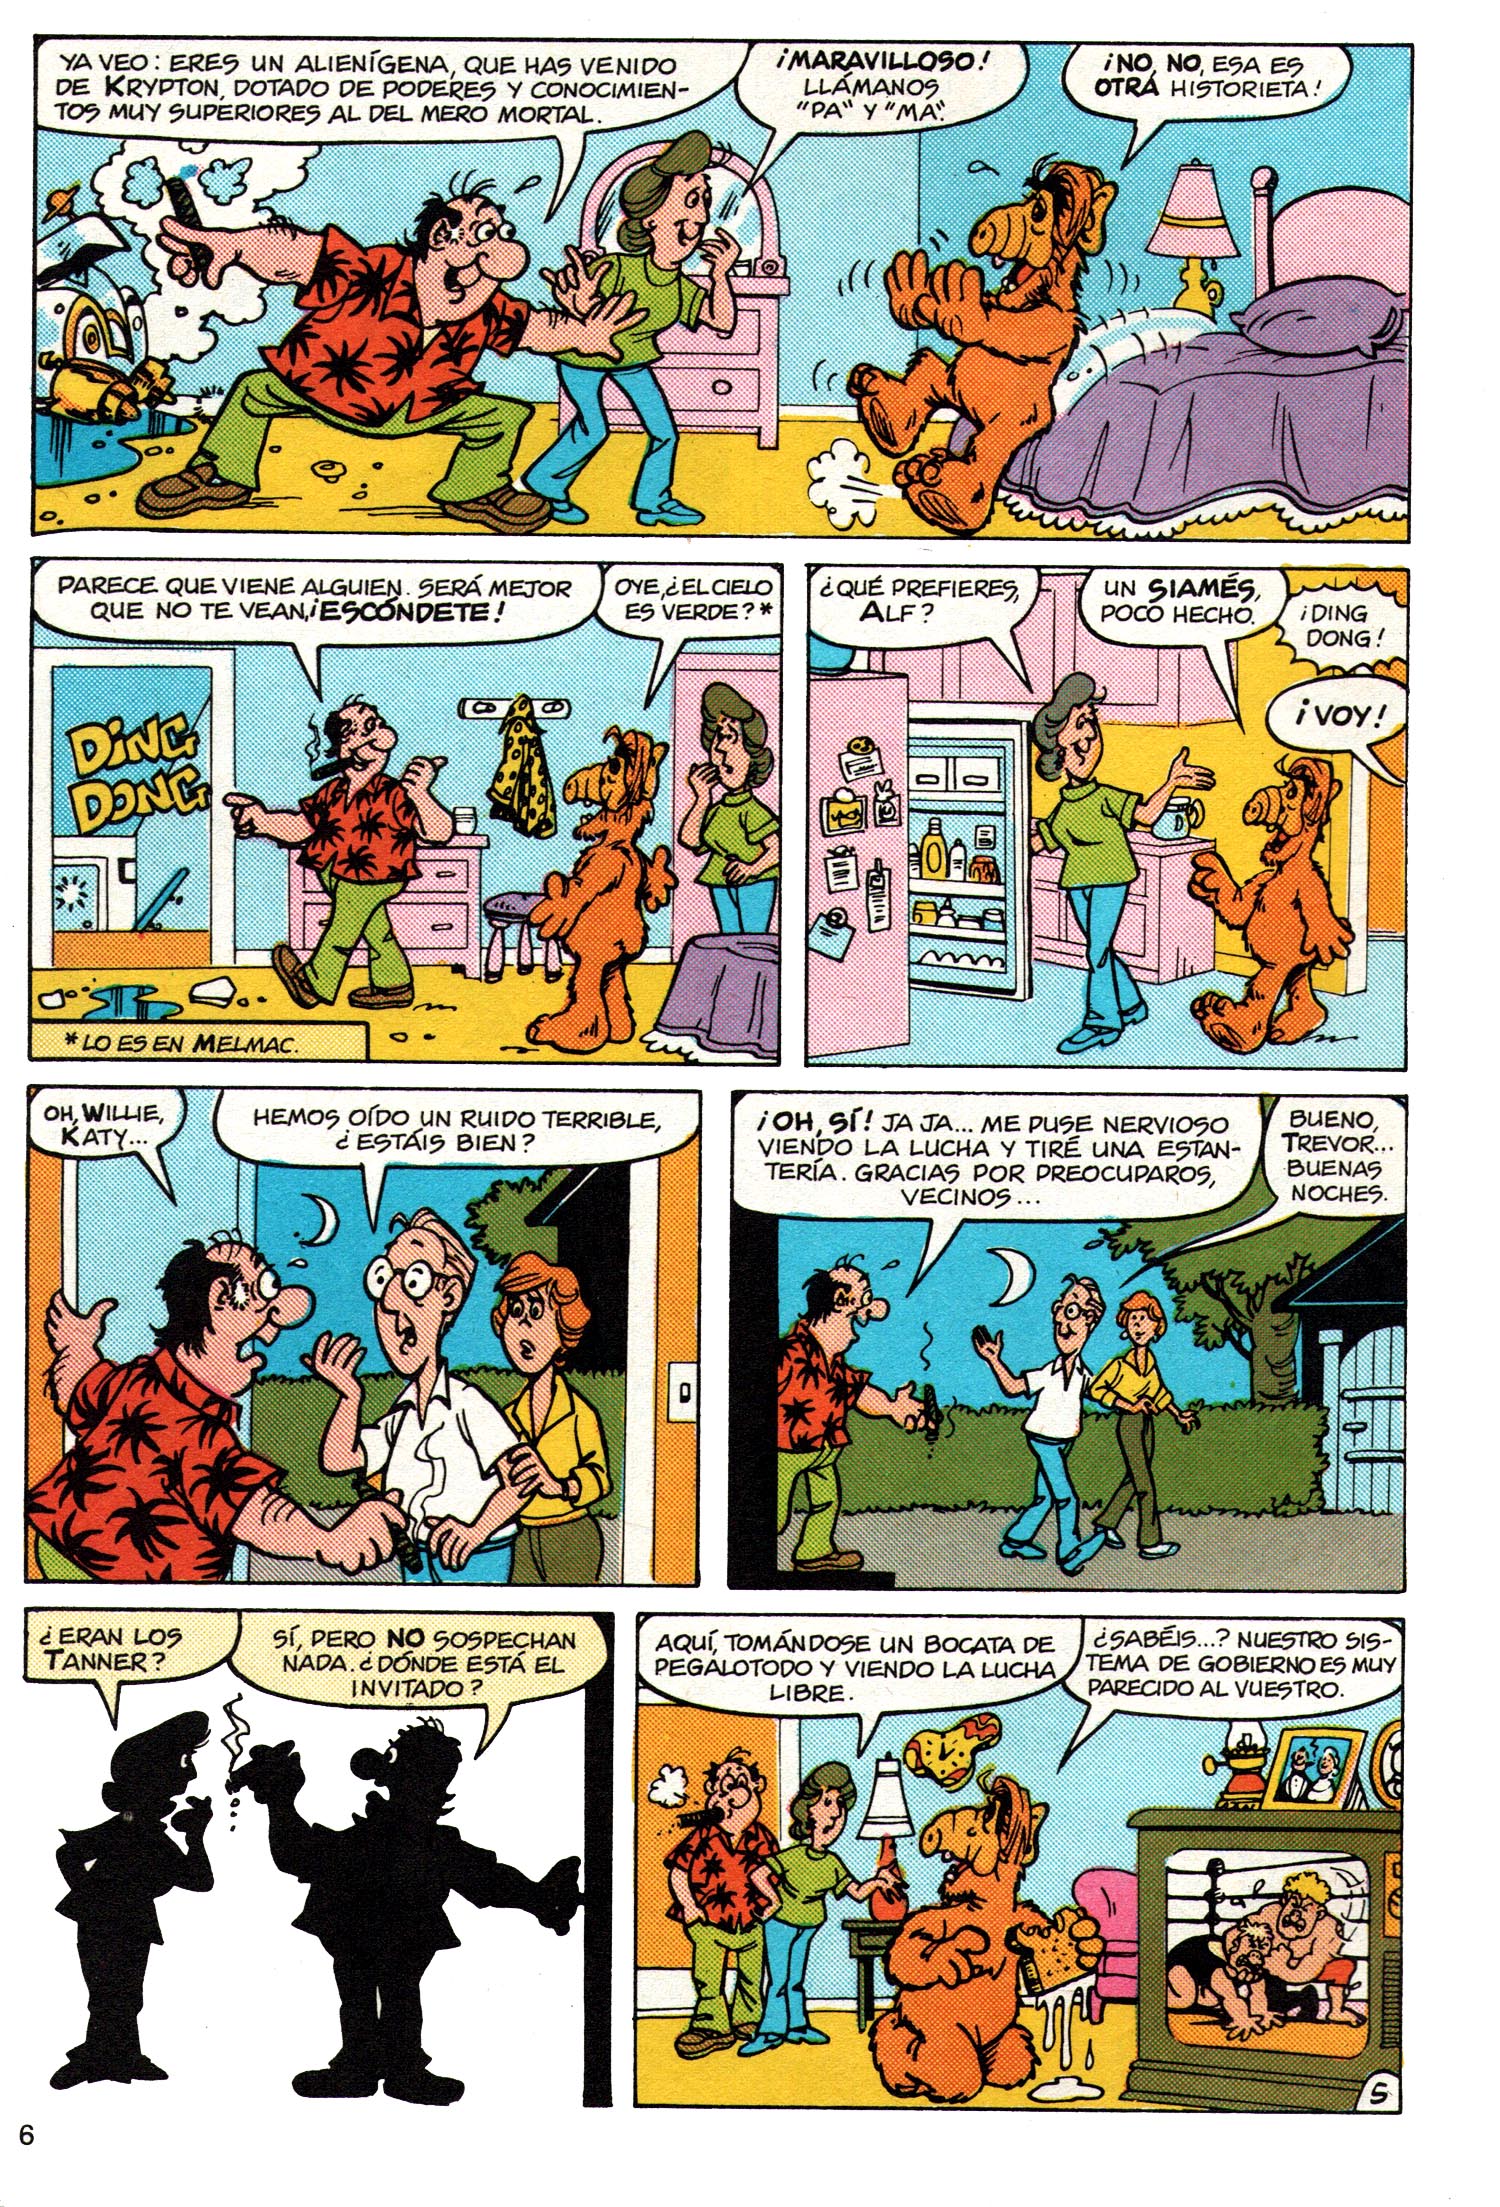 YA VEO: ERES UN ALIENÍGENA, QUE HAS VENIDO
DE KRYPTON, DOTADO DE PODERES Y CONOCIMIEN-
TOS MUY SUPERIORES AL DEL MERO MORTAL.
¡MARAVILLOSO!
LLÁMANOS
"PA" Y "MA".
¡NO, NO, ESA ES
OTRA HISTORIETA!
PARECE QUE VIENE ALGUIEN. SERÁ MEJOR
QUE NO TE VEAN, ¡ESCÓNDETE!
OYE, ¿EL CIELO
ES VERDE?*
DING
DONG
*LO ES EN MELMAC.
¿QUÉ PREFIERES,
ALF?
UN SIAMÉS,
POCO HECHO.
¡DING
DONG!
¡VOY!
OH, WILLIE,
KATY...
HEMOS OÍDO UN RUIDO TERRIBLE,
¿ESTÁIS BIEN?
¡OH, SÍ! JA JA... ME PUSE NERVIOSO
VIENDO LA LUCHA Y TIRÉ UNA ESTAN-
TERÍA. GRACIAS POR PREOCUPAROS,
VECINOS...
BUENO,
TREVOR...
BUENAS
NOCHES.
¿ERAN LOS
TANNER?
SÍ, PERO NO SOSPECHAN
NADA. ¿DÓNDE ESTÁ EL
INVITADO?
AQUÍ, TOMÁNDOSE UN BOCATA DE
PEGALOTODO Y VIENDO LA LUCHA
LIBRE.
¿SABÉIS...? NUESTRO SIS-
TEMA DE GOBIERNO ES MUY
PARECIDO AL VUESTRO.
5
6